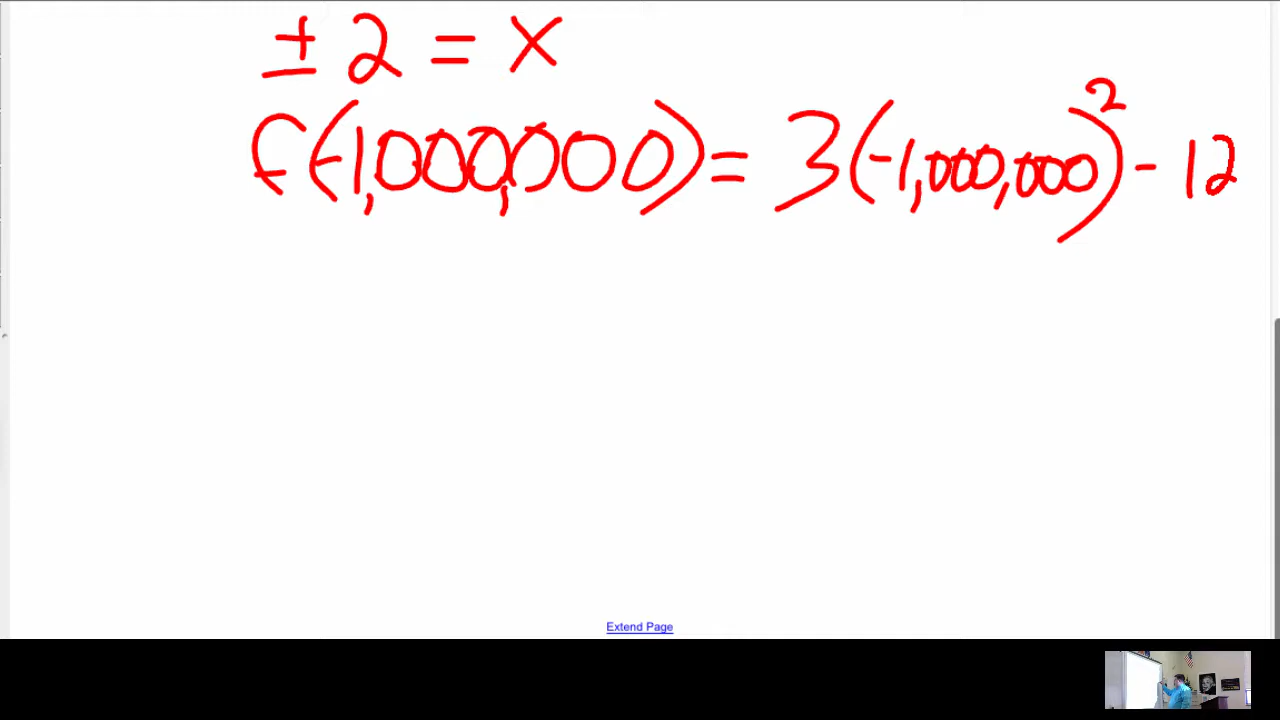 ± 2 = x
f(-1,000,000) = 3(-1,000,000)² - 12
Extend Page